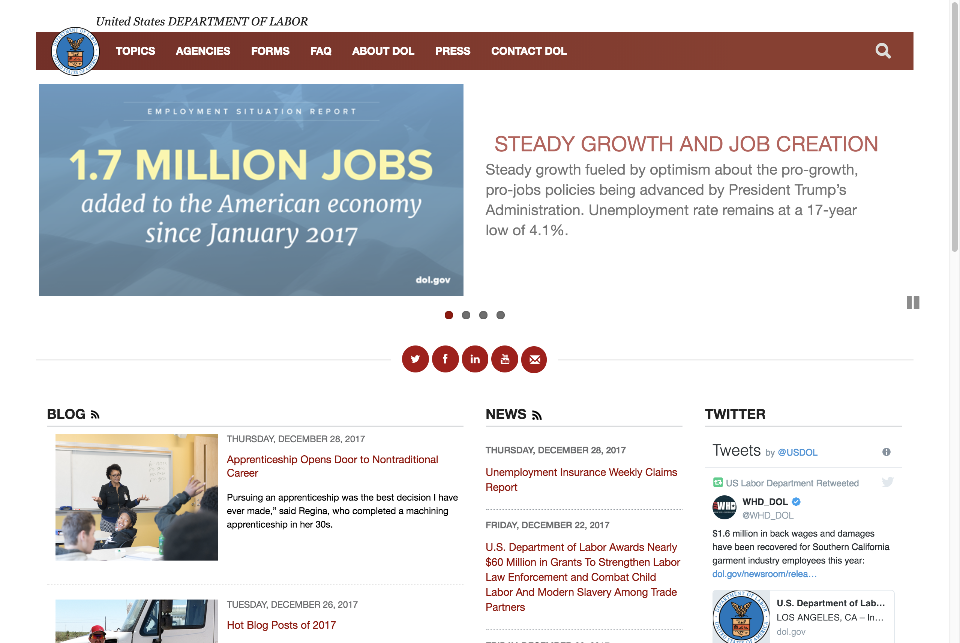 United States DEPARTMENT OF LABOR
TOPICS AGENCIES FORMS FAQ ABOUT DOL PRESS CONTACT DOL
EMPLOYMENT SITUATION REPORT
1.7 MILLION JOBS
added to the American economy
since January 2017
dol.gov
STEADY GROWTH AND JOB CREATION
Steady growth fueled by optimism about the pro-growth,
pro-jobs policies being advanced by President Trump's
Administration. Unemployment rate remains at a 17-year
low of 4.1%.
BLOG
THURSDAY, DECEMBER 28, 2017
Apprenticeship Opens Door to Nontraditional
Career
Pursuing an apprenticeship was the best decision I have
ever made," said Regina, who completed a machining
apprenticeship in her 30s.
TUESDAY, DECEMBER 26, 2017
Hot Blog Posts of 2017
NEWS
THURSDAY, DECEMBER 28, 2017
Unemployment Insurance Weekly Claims
Report
FRIDAY, DECEMBER 22, 2017
U.S. Department of Labor Awards Nearly
$60 Million in Grants To Strengthen Labor
Law Enforcement and Combat Child
Labor And Modern Slavery Among Trade
Partners
TWITTER
Tweets by @USDOL
US Labor Department Retweeted
WHD
WHD_DOL
@WHD_DOL
$1.6 million in back wages and damages
have been recovered for Southern California
garment industry employees this year:
dol.gov/newsroom/relea…
U.S. Department of Lab...
LOS ANGELES, CA – In...
dol.gov